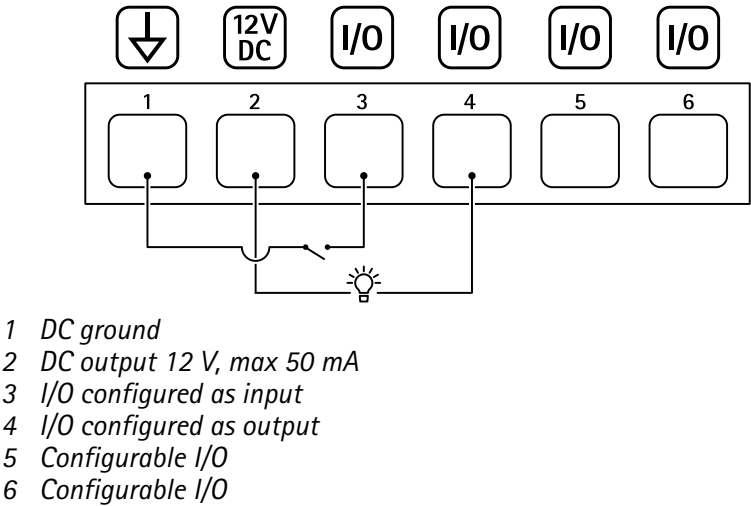 12V DC I/O I/O I/O I/O
1 2 3 4 5 6
1 DC ground
2 DC output 12 V, max 50 mA
3 I/O configured as input
4 I/O configured as output
5 Configurable I/O
6 Configurable I/O